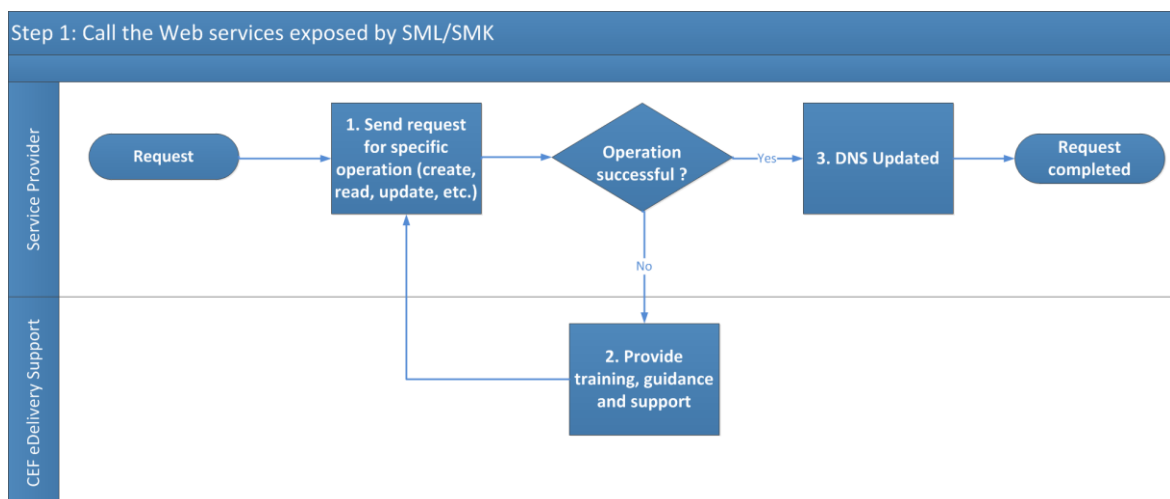 Step 1: Call the Web services exposed by SML/SMK
Service Provider
Request
1. Send request
for specific
operation (create,
read, update, etc.)
Operation
successful ?
Yes
3. DNS Updated
Request
completed
No
CEF eDelivery Support
2. Provide
training, guidance
and support